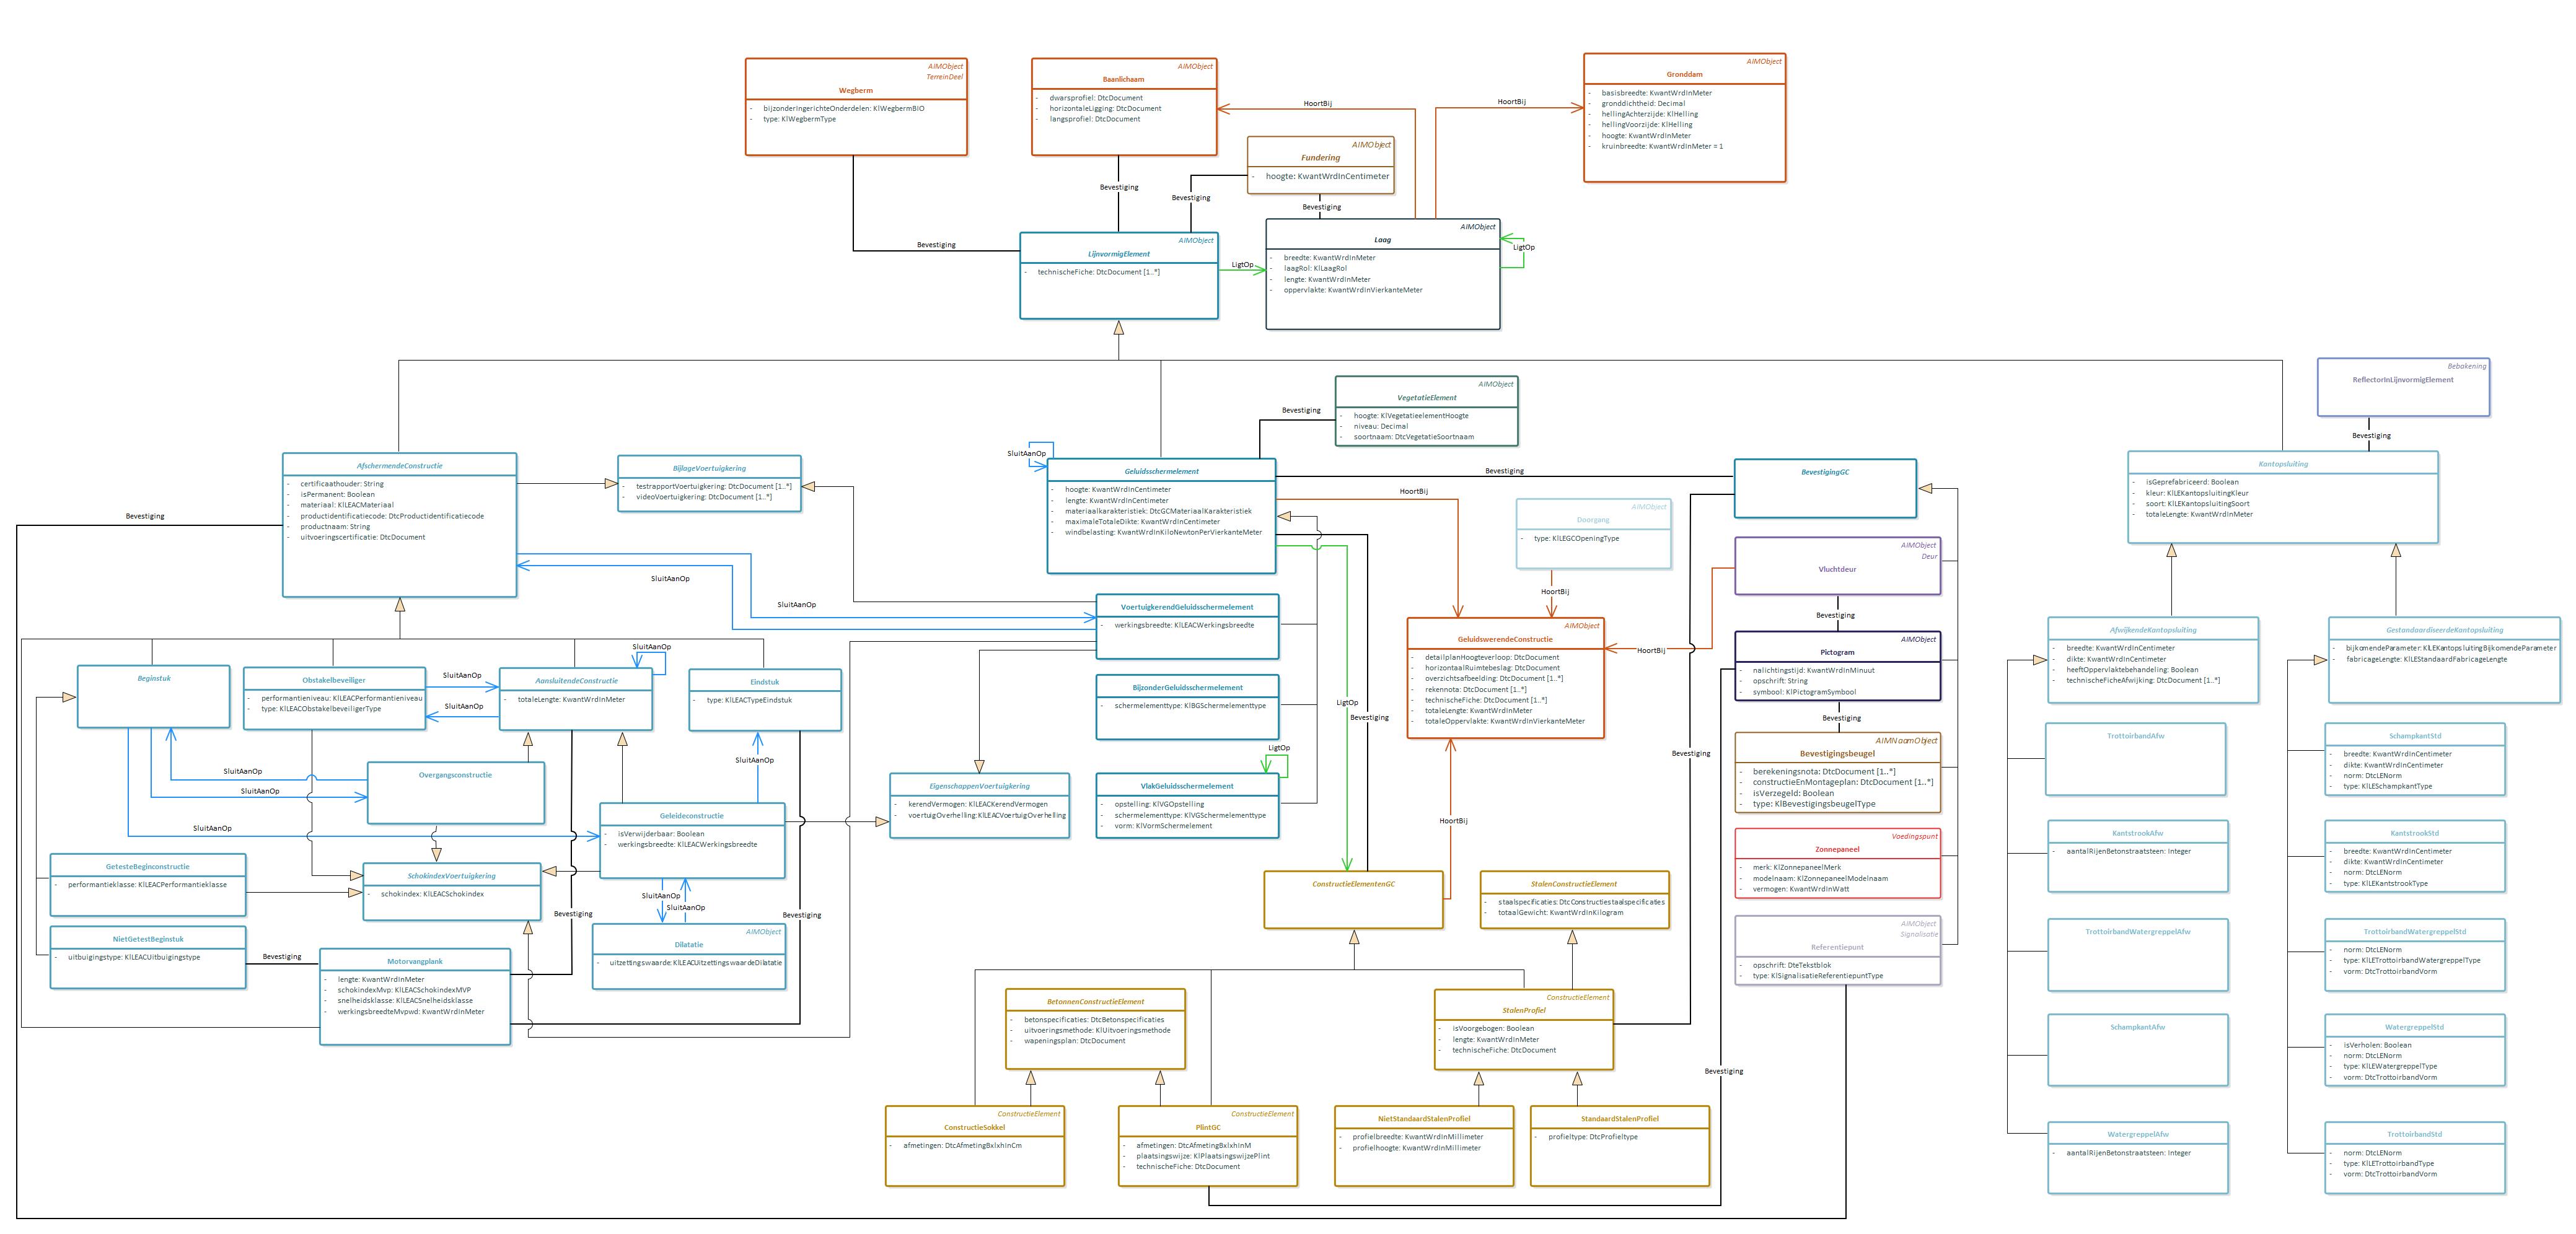 AIMObject
TerreinDeel
Wegberm
- bijzonderIngerichteOnderdelen: KlWegbermBIO
- type: KlWegbermType
AIMObject
Baanlichaam
- dwarsprofiel: DtcDocument
- horizontaleLigging: DtcDocument
- langsprofiel: DtcDocument
AIMObject
Gronddam
- basisbreedte: KwantWrdInMeter
- gronddichtheid: Decimal
- hellingAchterzijde: KlHelling
- hellingVoorzijde: KlHelling
- hoogte: KwantWrdInMeter
- kruinbreedte: KwantWrdInMeter = 1
HoortBij
HoortBij
AIMObject
Fundering
- hoogte: KwantWrdInCentimeter
Bevestiging
Bevestiging
Bevestiging
Bevestiging
AIMObject
LijnvormigElement
- technischeFiche: DtcDocument [1..*]
LigtOp
AIMObject
Laag
- breedte: KwantWrdInMeter
- laagRol: KlLaagRol
- lengte: KwantWrdInMeter
- oppervlakte: KwantWrdInVierkanteMeter
LigtOp
AIMObject
VegetatieElement
- hoogte: KlVegetatieelementHoogte
- niveau: Decimal
- soortnaam: DtcVegetatieSoortnaam
Bevestiging
Bebakening
ReflectorInLijnvormigElement
Bevestiging
AfschermendeConstructie
- certificaathouder: String
- isPermanent: Boolean
- materiaal: KlLEACMateriaal
- productidentificatiecode: DtcProductidentificatiecode
- productnaam: String
- uitvoeringscertificatie: DtcDocument
Bevestiging
BijlageVoertuigkering
- testrapportVoertuigkering: DtcDocument [1..*]
- videoVoertuigkering: DtcDocument [1..*]
SluitAanOp
Geluidsschermelement
- hoogte: KwantWrdInCentimeter
- lengte: KwantWrdInCentimeter
- materiaalkarakteristiek: DtcGCMateriaalKarakteristiek
- maximaleTotaleDikte: KwantWrdInCentimeter
- windbelasting: KwantWrdInKiloNewtonPerVierkanteMeter
Bevestiging
HoortBij
BevestigingGC
AIMObject
Doorgang
- type: KlLEGCOpeningType
HoortBij
AIMObject
Deur
Vluchtdeur
Bevestiging
HoortBij
Kantopsluiting
- isGeprefabriceerd: Boolean
- kleur: KlLEKantopsluitingKleur
- soort: KlLEKantopsluitingSoort
- totaleLengte: KwantWrdInMeter
SluitAanOp
SluitAanOp
VoertuigkerendGeluidsschermelement
- werkingsbreedte: KlLEACWerkingsbreedte
AIMObject
GeluidswerendeConstructie
- detailplanHoogteverloop: DtcDocument
- horizontaalRuimtebeslag: DtcDocument
- overzichtsafbeelding: DtcDocument [1..*]
- rekennota: DtcDocument [1..*]
- technischeFiche: DtcDocument [1..*]
- totaleLengte: KwantWrdInMeter
- totaleOppervlakte: KwantWrdInVierkanteMeter
AIMObject
Pictogram
- nalichtingstijd: KwantWrdInMinuut
- opschrift: String
- symbool: KlPictogramSymbool
Bevestiging
AfwijkendeKantopsluiting
- breedte: KwantWrdInCentimeter
- dikte: KwantWrdInCentimeter
- heeftOppervlaktebehandeling: Boolean
- technischeFicheAfwijking: DtcDocument [1..*]
GestandaardiseerdeKantopsluiting
- bijkomendeParameter: KlLEKantopsluitingBijkomendeParameter
- fabricageLengte: KlLEStandaardFabricageLengte
Beginstuk
Obstakelbeveiliger
- performantieniveau: KlLEACPerformantieniveau
- type: KlLEACObstakelbeveiligerType
SluitAanOp
SluitAanOp
SluitAanOp
AansluitendeConstructie
- totaleLengte: KwantWrdInMeter
Eindstuk
- type: KlLEACTypeEindstuk
BijzonderGeluidsschermelement
- schermelementtype: KlBGSchermelementtype
LigtOp
Bevestiging
AIMNaamObject
Bevestigingsbeugel
- berekeningsnota: DtcDocument [1..*]
- constructieEnMontageplan: DtcDocument [1..*]
- isVerzegeld: Boolean
- type: KlBevestigingsbeugelType
TrottoirbandAfw
SchampkantStd
- breedte: KwantWrdInCentimeter
- dikte: KwantWrdInCentimeter
- norm: DtcLENorm
- type: KlLESchampkantType
Bevestiging
SluitAanOp
SluitAanOp
SluitAanOp
SluitAanOp
Overgangsconstructie
LigtOp
VlakGeluidsschermelement
- opstelling: KlVGOpstelling
- schermelementtype: KlVGSchermelementtype
- vorm: KlVormSchermelement
EigenschappenVoertuigkering
- kerendVermogen: KlLEACKerendVermogen
- voertuigOverhelling:KlLEACVoertuigOverhelling
Geleideconstructie
- isVerwijderbaar: Boolean
- werkingsbreedte: KlLEACWerkingsbreedte
HoortBij
Voedingspunt
Zonnepaneel
- merk: KlZonnepaneelMerk
- modelnaam: KlZonnepaneelModelnaam
- vermogen: KwantWrdInWatt
KantstrookAfw
- aantalRijenBetonstraatsteen: Integer
KantstrookStd
- breedte: KwantWrdInCentimeter
- dikte: KwantWrdInCentimeter
- norm: DtcLENorm
- type: KlLEKantstrookType
GetesteBeginconstructie
- performantieklasse: KlLEACPerformantieklasse
SchokindexVoertuigkering
- schokindex: KlLEACSchokindex
SluitAanOp
SluitAanOp
Bevestiging
Bevestiging
ConstructieElementenGC
StalenConstructieElement
- staalspecificaties: DtcConstructiestaalspecificaties
- totaalGewicht: KwantWrdInKilogram
AIMObject
Signalisatie
Referentiepunt
- opschrift: DteTekstblok
- type: KlSignalisatieReferentiepuntType
NietGetestBeginstuk
- uitbuigingstype: KlLEACUitbuigingstype
Bevestiging
Motorvangplank
- lengte: KwantWrdInMeter
- schokindexMvp: KlLEACSchokindexMVP
- snelheidsklasse: KlLEACSnelheidsklasse
- werkingsbreedteMvpwd: KwantWrdInMeter
AIMObject
Dilatatie
- uitzettingswaarde:KlLEACUitzettingswaardeDilatatie
TrottoirbandWatergreppelAfw
TrottoirbandWatergreppelStd
- norm: DtcLENorm
- type: KlLETrottoirbandWatergreppelType
- vorm: DtcTrottoirbandVorm
BetonnenConstructieElement
- betonspecificaties: DtcBetonspecificaties
- uitvoeringsmethode: KlUitvoeringsmethode
- wapeningsplan: DtcDocument
ConstructieElement
StalenProfiel
- isVoorgebogen: Boolean
- lengte: KwantWrdInMeter
- technischeFiche: DtcDocument
Bevestiging
SchampkantAfw
WatergreppelStd
- isVerholen: Boolean
- norm: DtcLENorm
- type: KlLEWatergreppelType
- vorm: DtcTrottoirbandVorm
ConstructieElement
ConstructieSokkel
- afmetingen: DtcAfmetingBxlxhInCm
ConstructieElement
PlintGC
- afmetingen: DtcAfmetingBxlxhInM
- plaatsingswijze: KlPlaatsingswijzePlint
- technischeFiche: DtcDocument
NietStandaardStalenProfiel
- profielbreedte: KwantWrdInMillimeter
- profielhoogte: KwantWrdInMillimeter
StandaardStalenProfiel
- profieltype: DtcProfieltype
WatergreppelAfw
- aantalRijenBetonstraatsteen: Integer
TrottoirbandStd
- norm: DtcLENorm
- type: KlLETrottoirbandType
- vorm: DtcTrottoirbandVorm